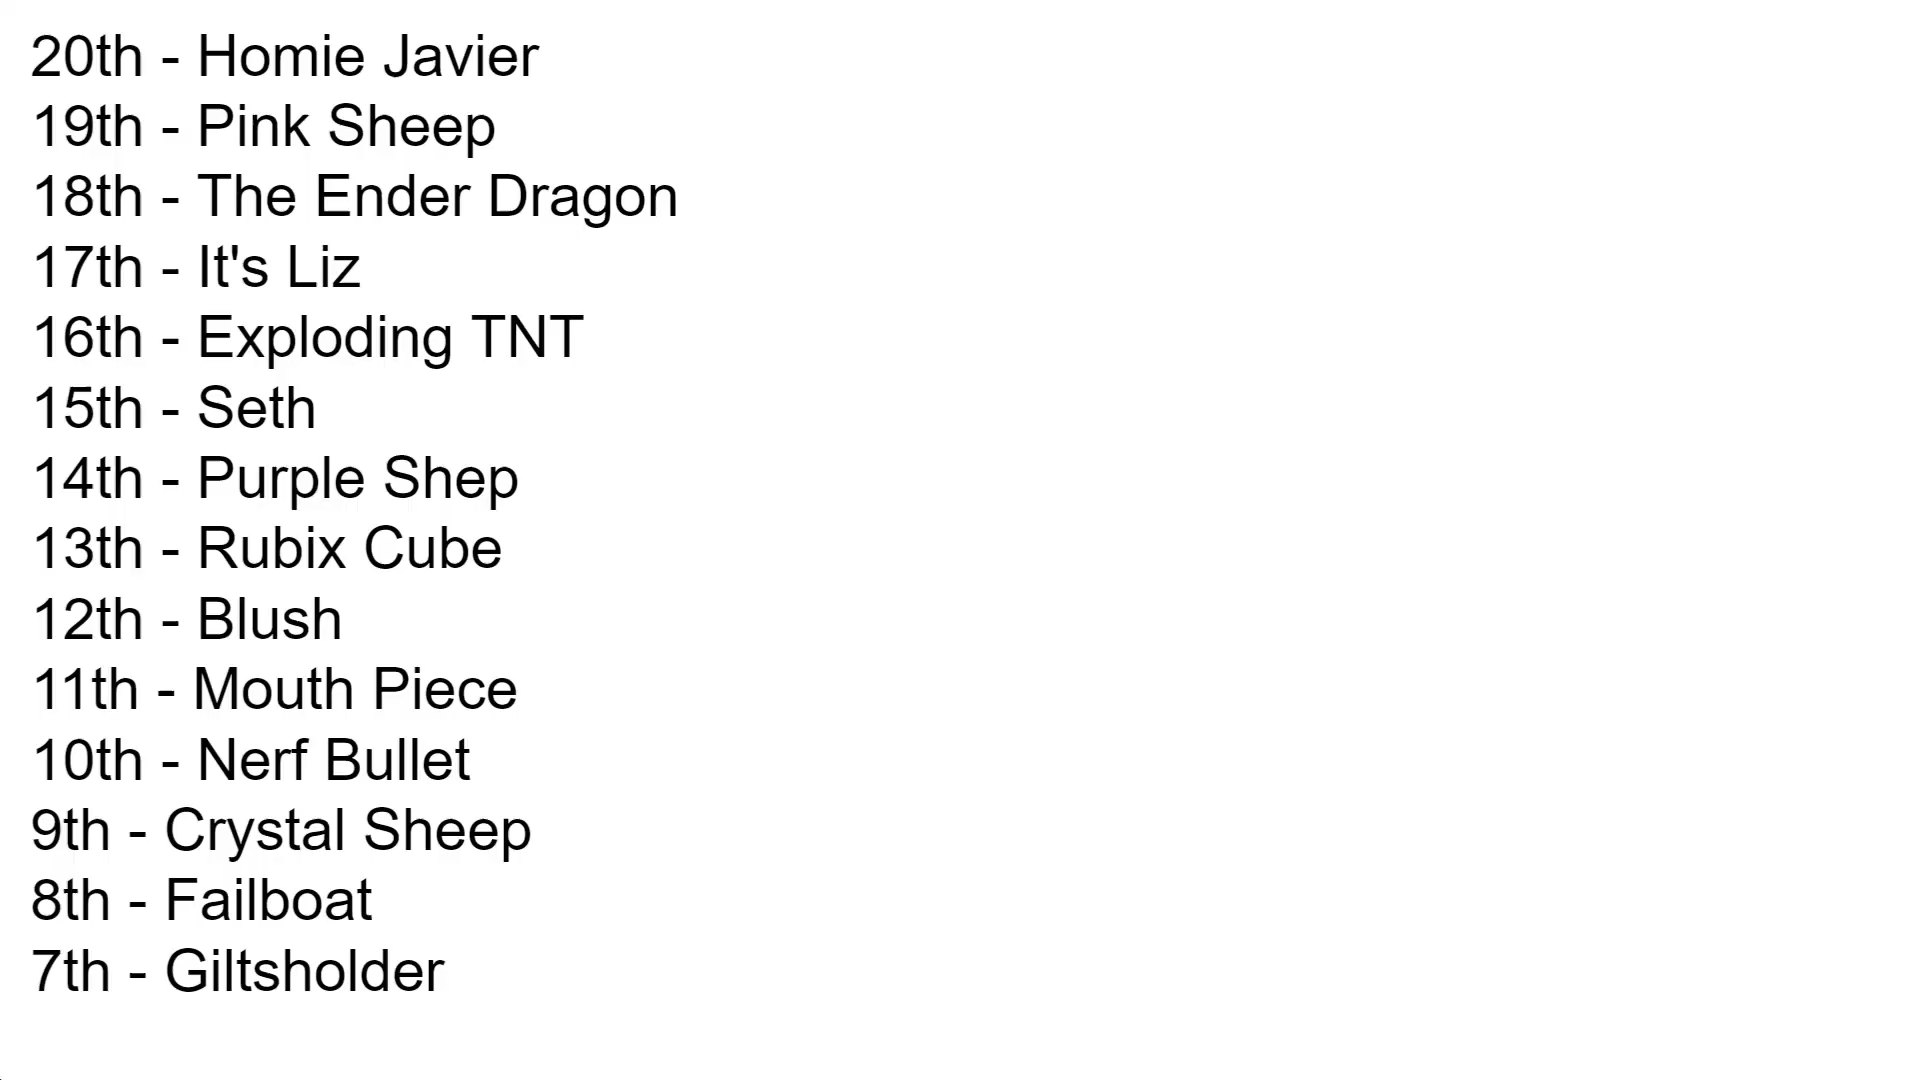 20th - Homie Javier
19th - Pink Sheep
18th - The Ender Dragon
17th - It's Liz
16th - Exploding TNT
15th - Seth
14th - Purple Shep
13th - Rubix Cube
12th - Blush
11th - Mouth Piece
10th - Nerf Bullet
9th - Crystal Sheep
8th - Failboat
7th - Giltsholder